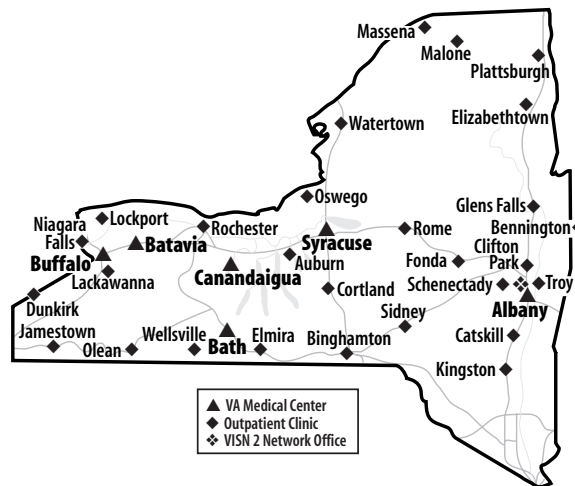 Massena
Malone
Plattsburgh
Elizabethtown
Watertown
Oswego
Glens Falls
Lockport
Rochester
Niagara
Falls
Batavia
Syracuse
Rome
Bennington
Clifton
Park
Buffalo
Lackawanna
Canandaigua
Auburn
Fonda
Schenectady
Troy
Albany
Dunkirk
Cortland
Sidney
Jamestown
Olean
Wellsville
Bath
Elmira
Binghamton
Catskill
Kingston
VA Medical Center
Outpatient Clinic
VISN 2 Network Office